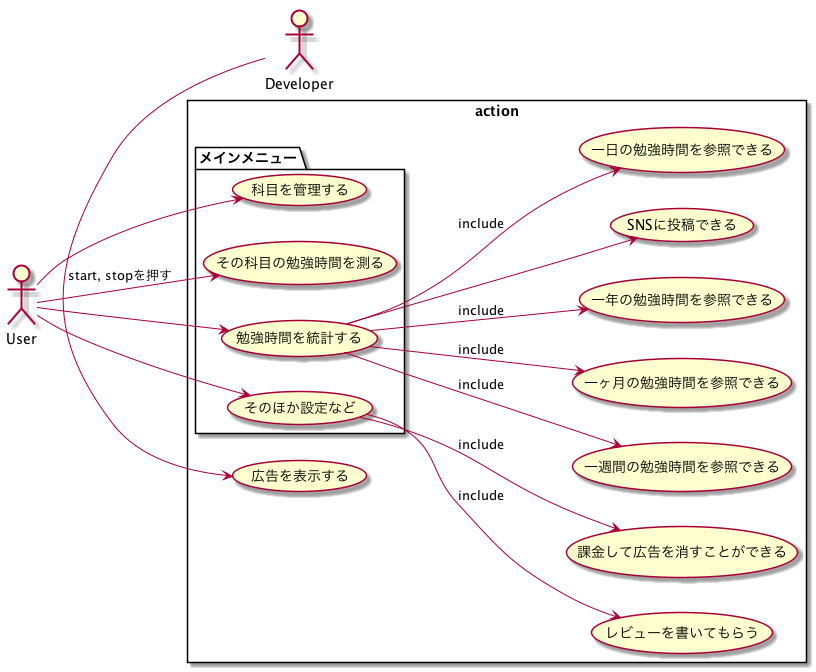 Developer
action
メインメニュー
一日の勉強時間を参照できる
科目を管理する
include
SNSに投稿できる
start, stopを押す
その科目の勉強時間を測る
一年の勉強時間を参照できる
include
User
勉強時間を統計する
include
一ヶ月の勉強時間を参照できる
include
そのほか設定など
include
一週間の勉強時間を参照できる
広告を表示する
include
課金して広告を消すことができる
レビューを書いてもらう